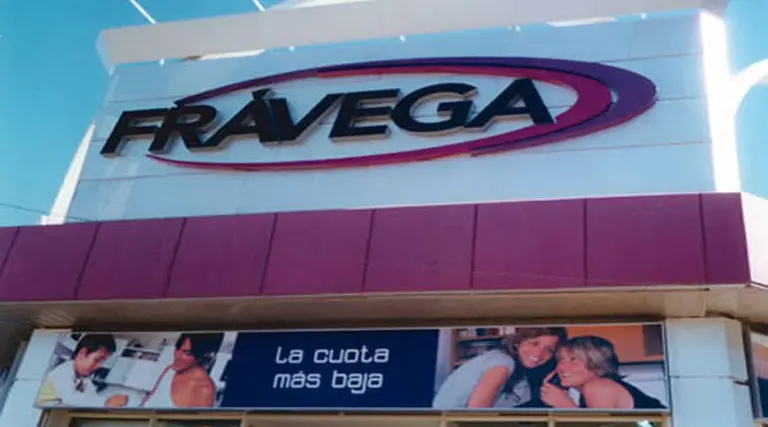 FRÁVEGA
La cuota
más baja